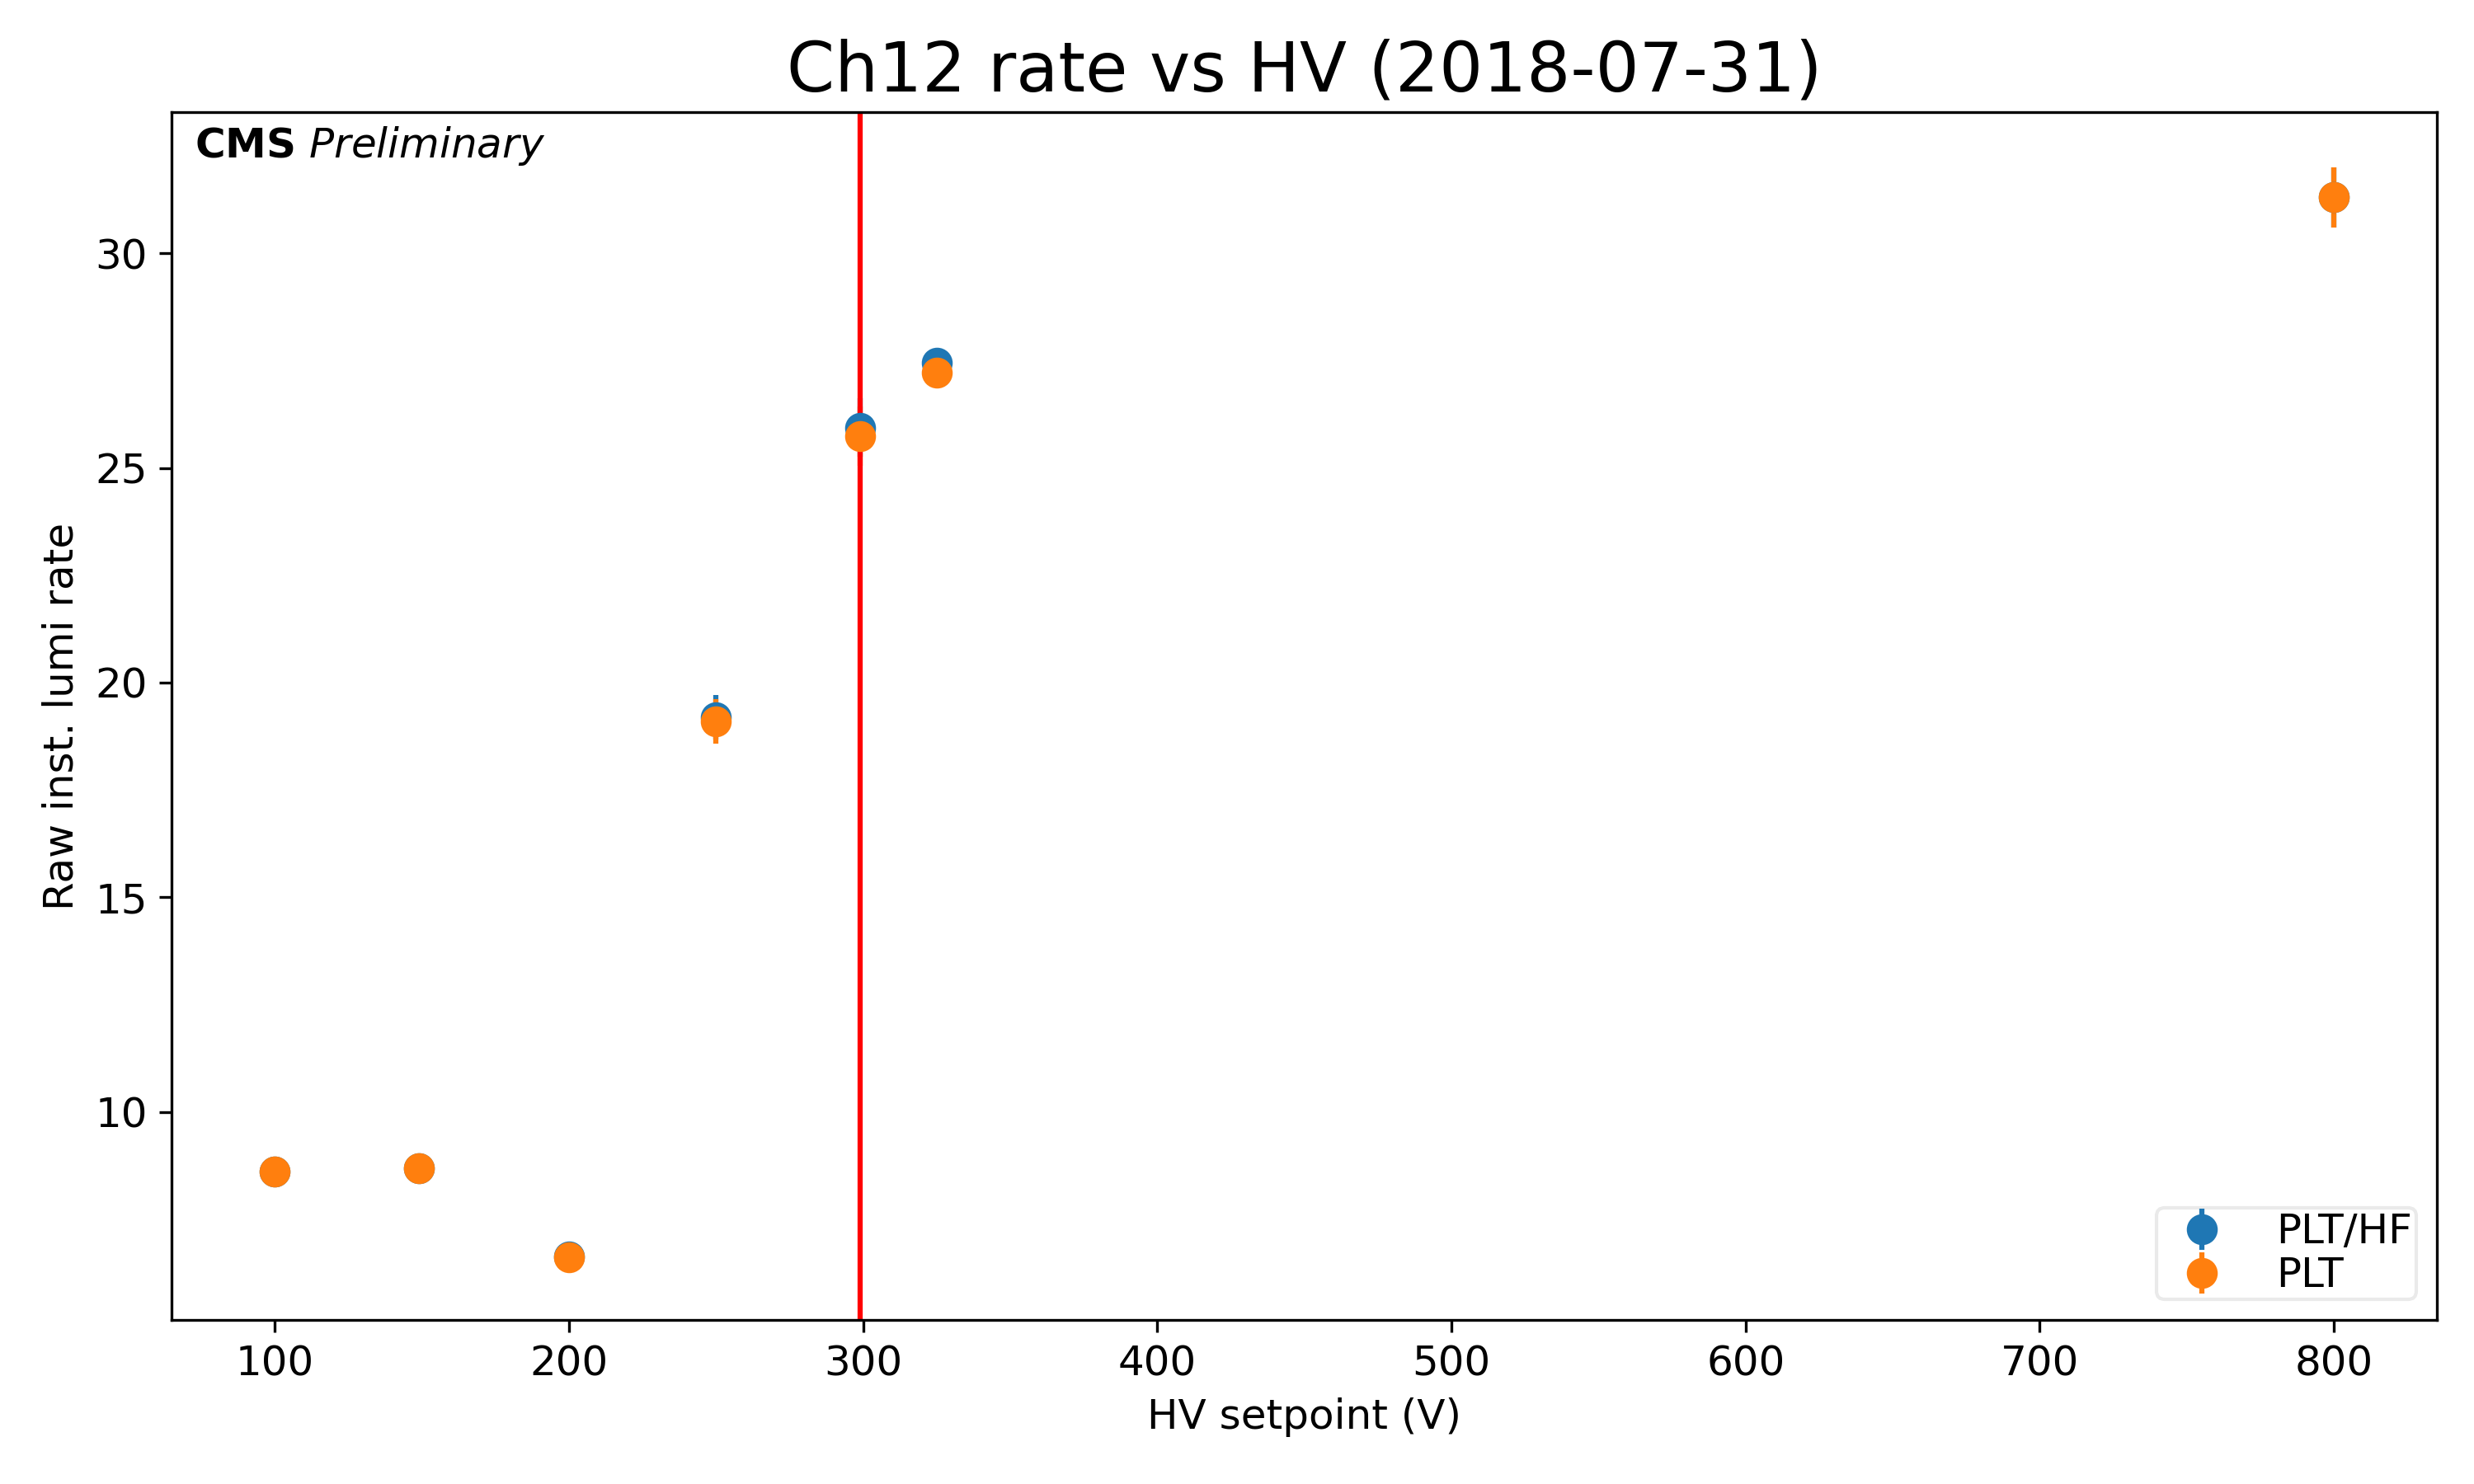 Ch12 rate vs HV (2018-07-31)
CMS Preliminary
Raw inst. lumi rate
30
25
20
15
10
PLT/HF
PLT
100 200 300 400 500 600 700 800
HV setpoint (V)